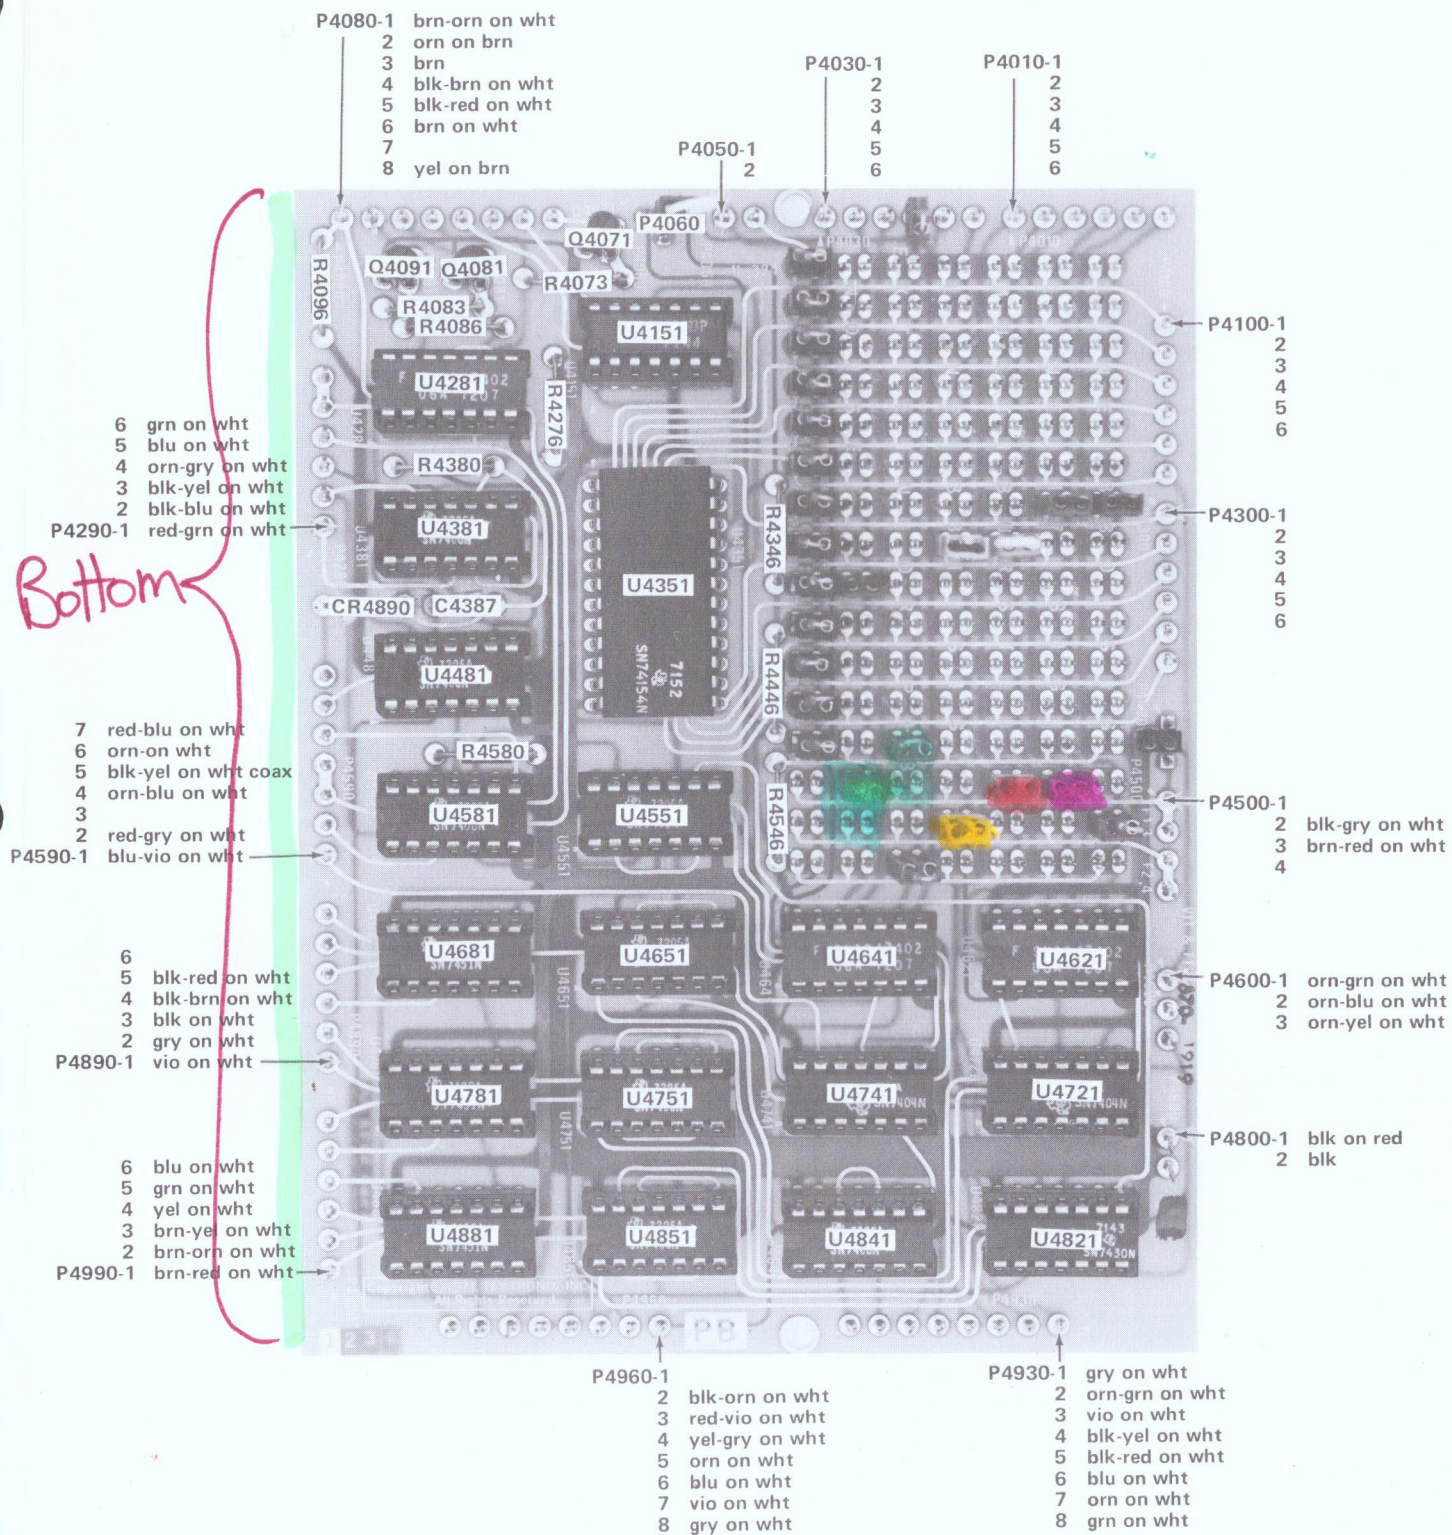 P4080-1 brn-orn on wht
2 orn on brn
3 brn
4 blk-brn on wht
5 blk-red on wht
6 brn on wht
7
8 yel on brn
P4050-1
2
P4030-1
2
3
4
5
6
P4010-1
2
3
4
5
6
P4060
Q4071
Q4091
Q4081
R4073
R4096
R4083
R4086
U4151
U4281
R4276
P4100-1
2
3
4
5
6
6 grn on wht
5 blu on wht
4 orn-gry on wht
3 blk-yel on wht
2 blk-blu on wht
P4290-1 red-grn on wht
R4380
U4381
U4351
7152
SN74154N
R4346
P4300-1
2
3
4
5
6
Bottom
CR4890
C4387
U4481
R4446
7 red-blu on wht
6 orn-on wht
5 blk-yel on wht coax
4 orn-blu on wht
3
2 red-gry on wht
P4590-1 blu-vio on wht
R4580
U4581
U4551
U4551
R4546
P4500-1
2 blk-gry on wht
3 brn-red on wht
4
U4681
U4651
U4651
U4641
U4621
6
5 blk-red on wht
4 blk-brn on wht
3 blk on wht
2 gry on wht
P4890-1 vio on wht
P4600-1 orn-grn on wht
2 orn-blu on wht
3 orn-yel on wht
U4781
U4751
U4751
U4741
U4741
SN7404N
U4721
SN7404N
P4800-1 blk on red
2 blk
6 blu on wht
5 grn on wht
4 yel on wht
3 brn-yel on wht
2 brn-orn on wht
P4990-1 brn-red on wht
U4881
U4851
U4841
U4821
7143
SN7430N
All Rights Reserved
PB
P4960-1
2 blk-orn on wht
3 red-vio on wht
4 yel-gry on wht
5 orn on wht
6 blu on wht
7 vio on wht
8 gry on wht
P4930-1 gry on wht
2 orn-grn on wht
3 vio on wht
4 blk-yel on wht
5 blk-red on wht
6 blu on wht
7 orn on wht
8 grn on wht